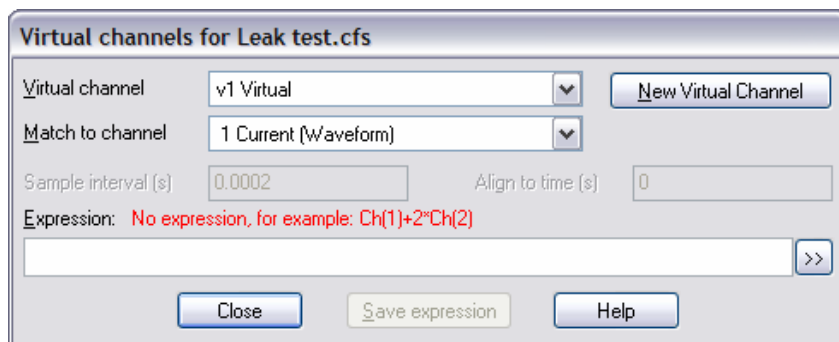 Virtual channels for Leak test.cfs
Virtual channel v1 Virtual New Virtual Channel
Match to channel 1 Current (Waveform)
Sample interval (s) 0.0002 Align to time (s) 0
Expression: No expression, for example: Ch(1)+2*Ch(2)
>>
Close Save expression Help